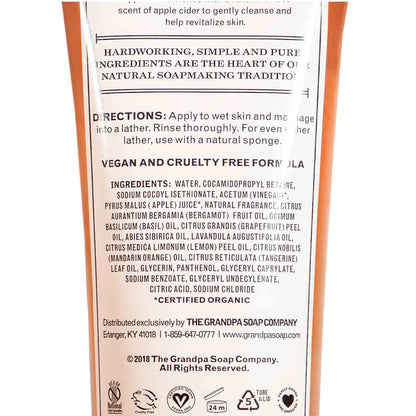 scent of apple cider to gently cleanse and
help revitalize skin.
HARDWORKING, SIMPLE AND PURE
INGREDIENTS ARE THE HEART OF OUR
NATURAL SOAPMAKING TRADITION
DIRECTIONS: Apply to wet skin and massage
into a lather. Rinse thoroughly. For even richer
lather, use with a natural sponge.
VEGAN AND CRUELTY FREE FORMULA
INGREDIENTS: WATER, COCAMIDOPROPYL BETAINE,
SODIUM COCOYL ISETHIONATE, ACETUM (VINEGAR)*,
PYRUS MALUS ( APPLE) JUICE*, NATURAL FRAGRANCE, CITRUS
AURANTIUM BERGAMIA (BERGAMOT) FRUIT OIL, OCIMUM
BASILICUM (BASIL) OIL, CITRUS GRANDIS (GRAPEFRUIT) PEEL
OIL, ABIES SIBIRICA OIL, LAVANDULA AUGUSTIFOLIA OIL,
CITRUS MEDICA LIMONUM (LEMON) PEEL OIL, CITRUS NOBILIS
(MANDARIN ORANGE) OIL, CITRUS RETICULATA (TANGERINE)
LEAF OIL, GLYCERIN, PANTHENOL, GLYCERYL CAPRYLATE,
SODIUM BENZOATE, GLYCERYL UNDECYLENATE,
CITRIC ACID, SODIUM CHLORIDE
*CERTIFIED ORGANIC
Distributed exclusively by THE GRANDPA SOAP COMPANY
Erlanger, KY 41018 | 1-859-647-0777 | www.grandpasoap.com
©2018 The Grandpa Soap Company.
All Rights Reserved.
24 m
5
TUBE
& LID
Natural
Cruelty-Free